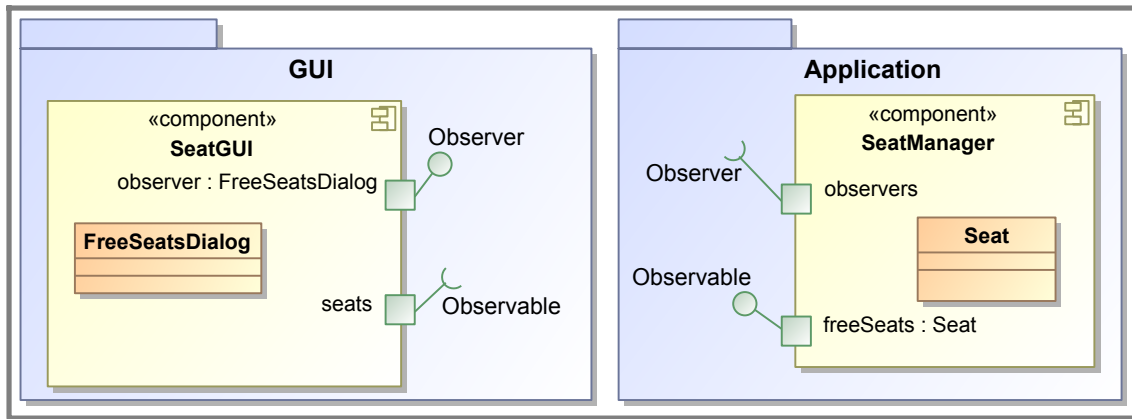 GUI
«component»
SeatGUI
Observer
observer : FreeSeatsDialog
FreeSeatsDialog
seats
Observable
Application
«component»
SeatManager
Observer
observers
Seat
Observable
freeSeats : Seat